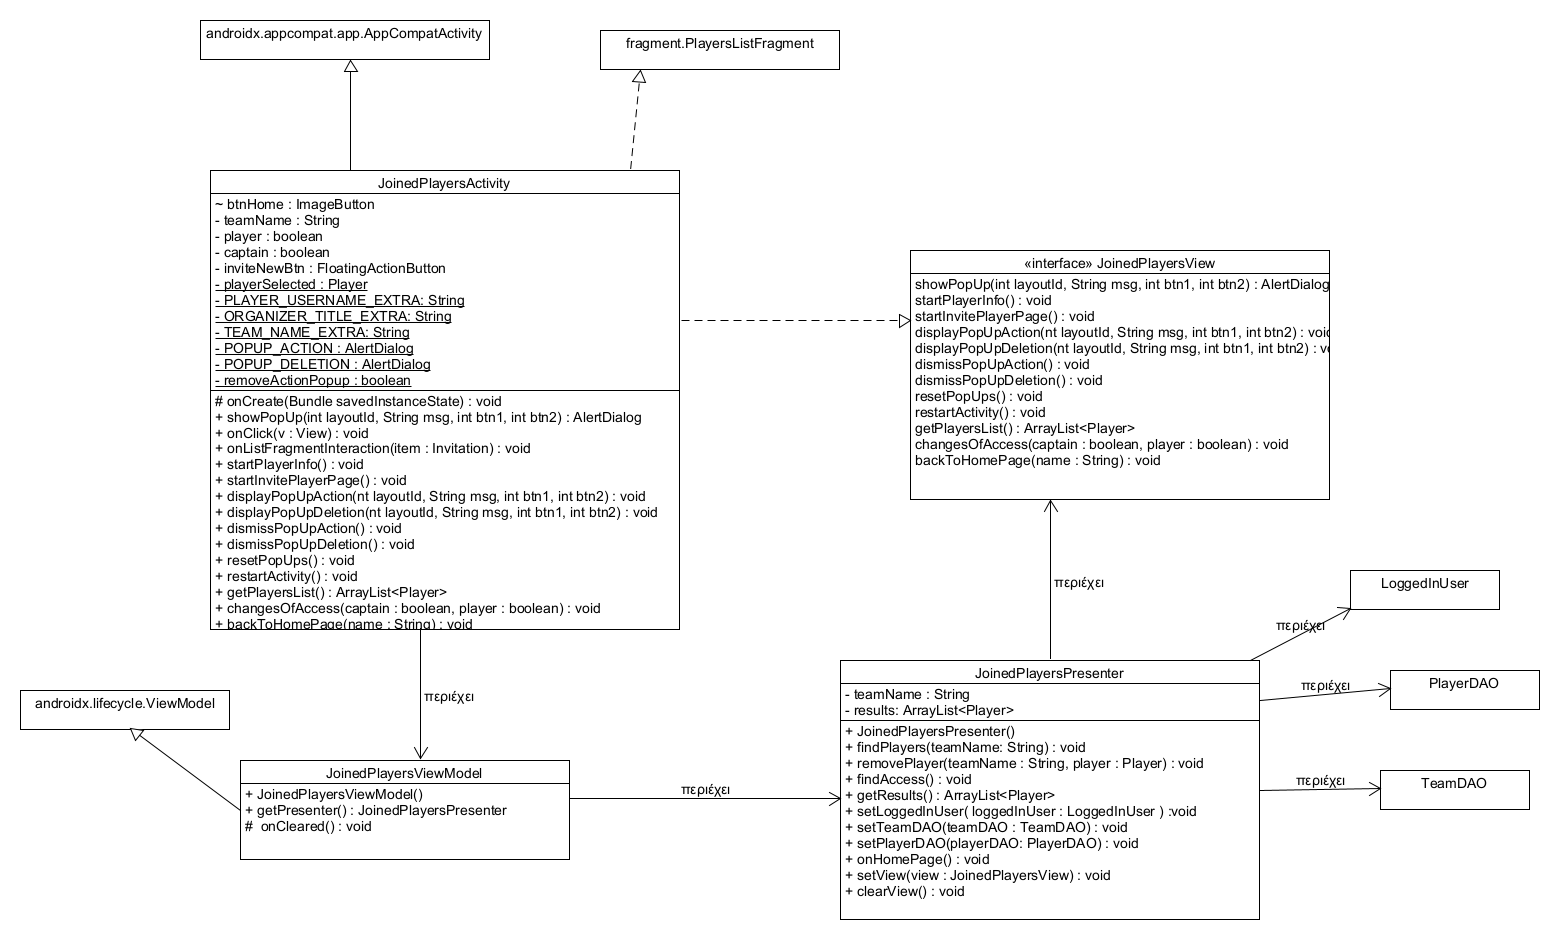 androidx.appcompat.app.AppCompatActivity
fragment.PlayersListFragment
JoinedPlayersActivity
~ btnHome : ImageButton
- teamName : String
- player : boolean
- captain : boolean
- inviteNewBtn : FloatingActionButton
- playerSelected : Player
- PLAYER_USERNAME_EXTRA: String
- ORGANIZER_TITLE_EXTRA: String
- TEAM_NAME_EXTRA: String
- POPUP_ACTION : AlertDialog
- POPUP_DELETION : AlertDialog
- removeActionPopup : boolean
# onCreate(Bundle savedInstanceState) : void
+ showPopUp(int layoutId, String msg, int btn1, int btn2) : AlertDialog
+ onClick(v : View) : void
+ onListFragmentInteraction(item : Invitation) : void
+ startPlayerInfo() : void
+ startInvitePlayerPage() : void
+ displayPopUpAction(nt layoutId, String msg, int btn1, int btn2) : void
+ displayPopUpDeletion(nt layoutId, String msg, int btn1, int btn2) : void
+ dismissPopUpAction() : void
+ dismissPopUpDeletion() : void
+ resetPopUps() : void
+ restartActivity() : void
+ getPlayersList() : ArrayList<Player>
+ changesOfAccess(captain : boolean, player : boolean) : void
+ backToHomePage(name : String) : void
«interface» JoinedPlayersView
showPopUp(int layoutId, String msg, int btn1, int btn2) : AlertDialog
startPlayerInfo() : void
startInvitePlayerPage() : void
displayPopUpAction(nt layoutId, String msg, int btn1, int btn2) : void
displayPopUpDeletion(nt layoutId, String msg, int btn1, int btn2) :
dismissPopUpAction() : void
dismissPopUpDeletion() : void
resetPopUps() : void
restartActivity() : void
getPlayersList() : ArrayList<Player>
changesOfAccess(captain : boolean, player : boolean) : void
backToHomePage(name : String) : void
περιέχει
LoggedInUser
περιέχει
περιέχει
androidx.lifecycle.ViewModel
JoinedPlayersViewModel
+ JoinedPlayersViewModel()
+ getPresenter() : JoinedPlayersPresenter
# onCleared() : void
περιέχει
JoinedPlayersPresenter
- teamName : String
- results: ArrayList<Player>
+ JoinedPlayersPresenter()
+ findPlayers(teamName: String) : void
+ removePlayer(teamName : String, player : Player) : void
+ findAccess() : void
+ getResults() : ArrayList<Player>
+ setLoggedInUser( loggedInUser : LoggedInUser ) :void
+ setTeamDAO(teamDAO : TeamDAO) : void
+ setPlayerDAO(playerDAO: PlayerDAO) : void
+ onHomePage() : void
+ setView(view : JoinedPlayersView) : void
+ clearView() : void
περιέχει
PlayerDAO
περιέχει
TeamDAO